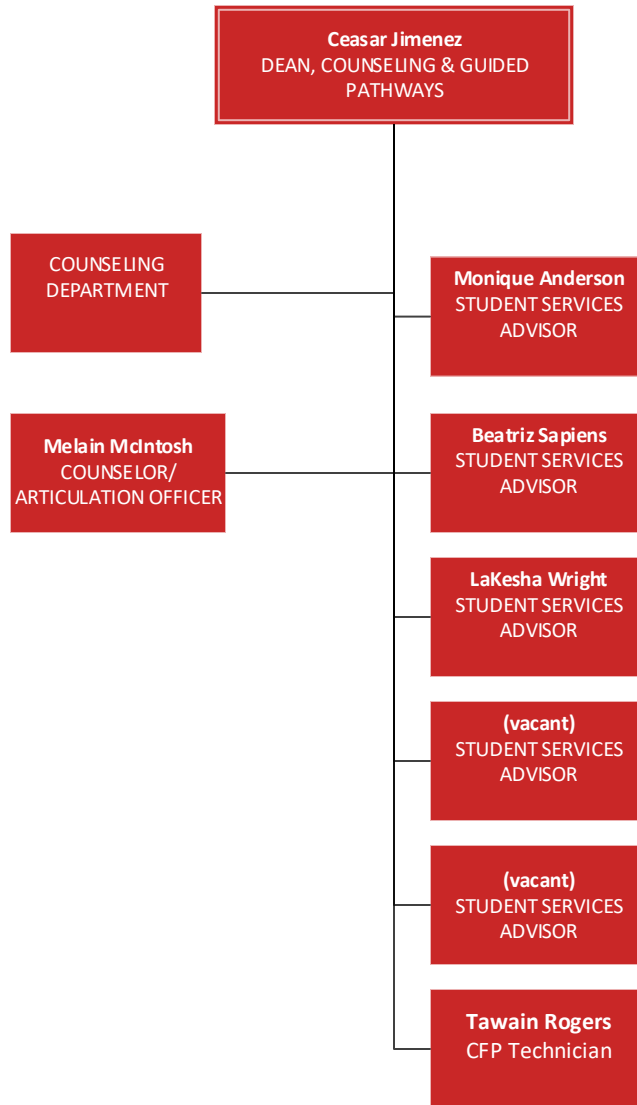 Ceasar Jimenez
DEAN, COUNSELING & GUIDED
PATHWAYS
COUNSELING
DEPARTMENT
Monique Anderson
STUDENT SERVICES
ADVISOR
Melain McIntosh
COUNSELOR/
ARTICULATION OFFICER
Beatriz Sapiens
STUDENT SERVICES
ADVISOR
LaKesha Wright
STUDENT SERVICES
ADVISOR
(vacant)
STUDENT SERVICES
ADVISOR
(vacant)
STUDENT SERVICES
ADVISOR
Tawain Rogers
CFP Technician